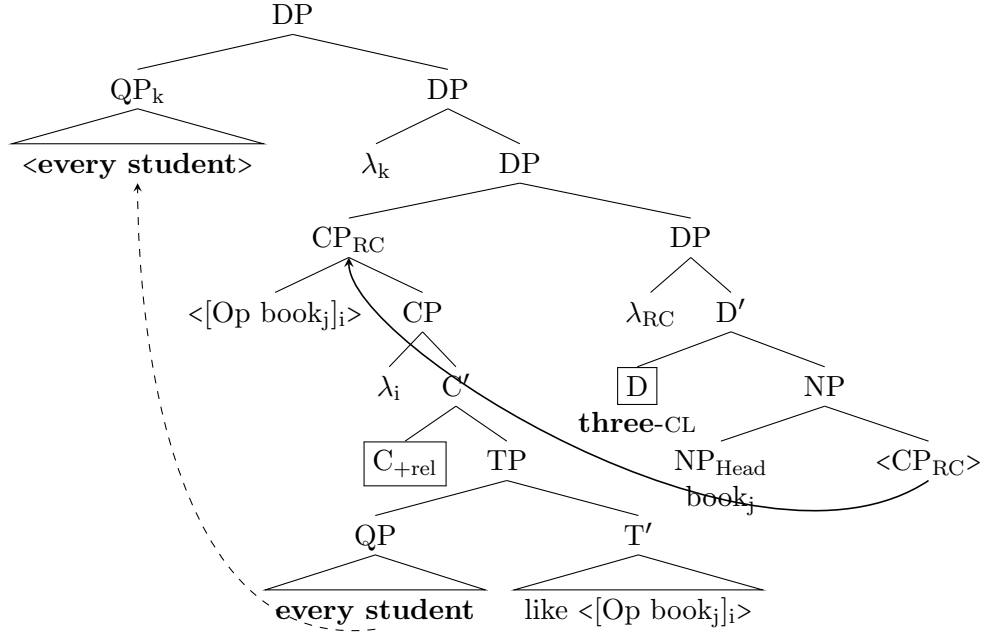 DP
QPk DP
<every student> λk DP
CPRC DP
<[Op bookj]i> CP λRC D′
λi C′ D NP
three-CL
C+rel TP NPHead <CPRC>
bookj
QP T′
every student like <[Op bookj]i>